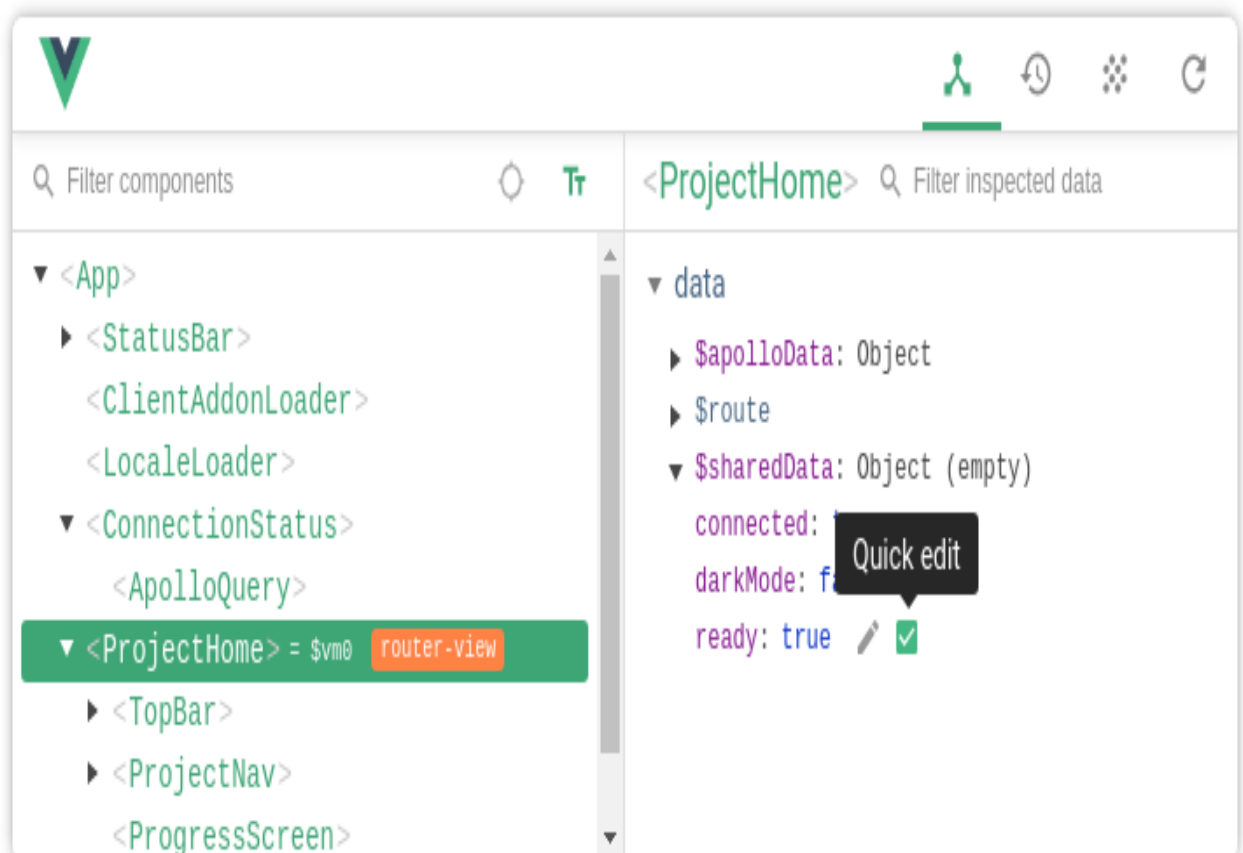 Filter components
<ProjectHome> Filter inspected data
<App>
<StatusBar>
<ClientAddonLoader>
<LocaleLoader>
<ConnectionStatus>
<ApolloQuery>
<ProjectHome> = $vm0 router-view
<TopBar>
<ProjectNav>
<ProgressScreen>
data
$apolloData: Object
$route
$sharedData: Object (empty)
connected:
Quick edit
darkMode:
ready: true